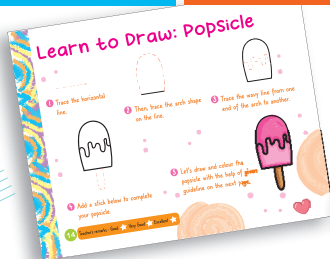 Learn to Draw: Popsicle
1 Trace the horizontal
line.
2 Then, trace the arch shape
on the line.
3 Trace the wavy line from one
end of the arch to another.
4 Add a stick below to complete
your popsicle.
5 Let's draw and colour the
popsicle with the help of given
guideline on the next page.
Teacher's remarks - Good Very Good Excellent